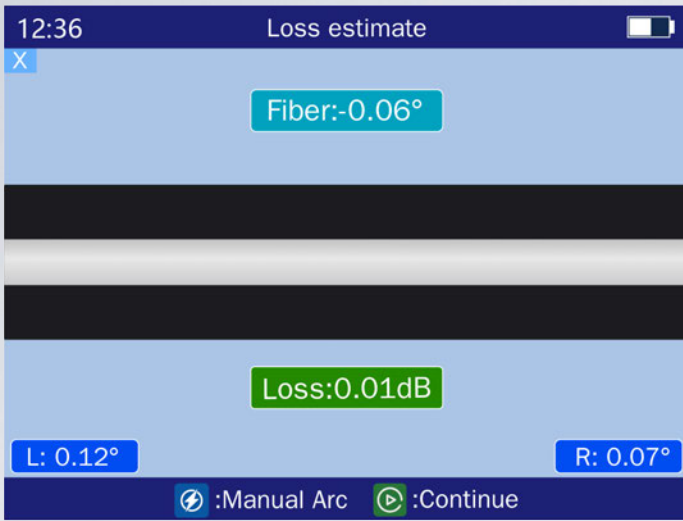 12:36 Loss estimate
X
Fiber:-0.06°
Loss:0.01dB
L: 0.12° R: 0.07°
:Manual Arc :Continue